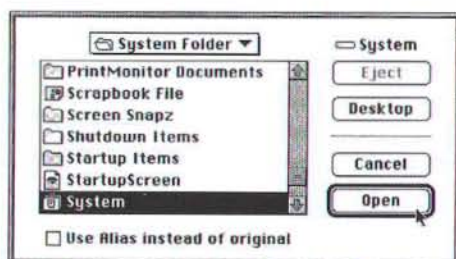 System Folder
System
PrintMonitor Documents
Scrapbook File
Screen Snapz
Shutdown Items
Startup Items
StartupScreen
System
Eject
Desktop
Cancel
Open
Use Alias instead of original